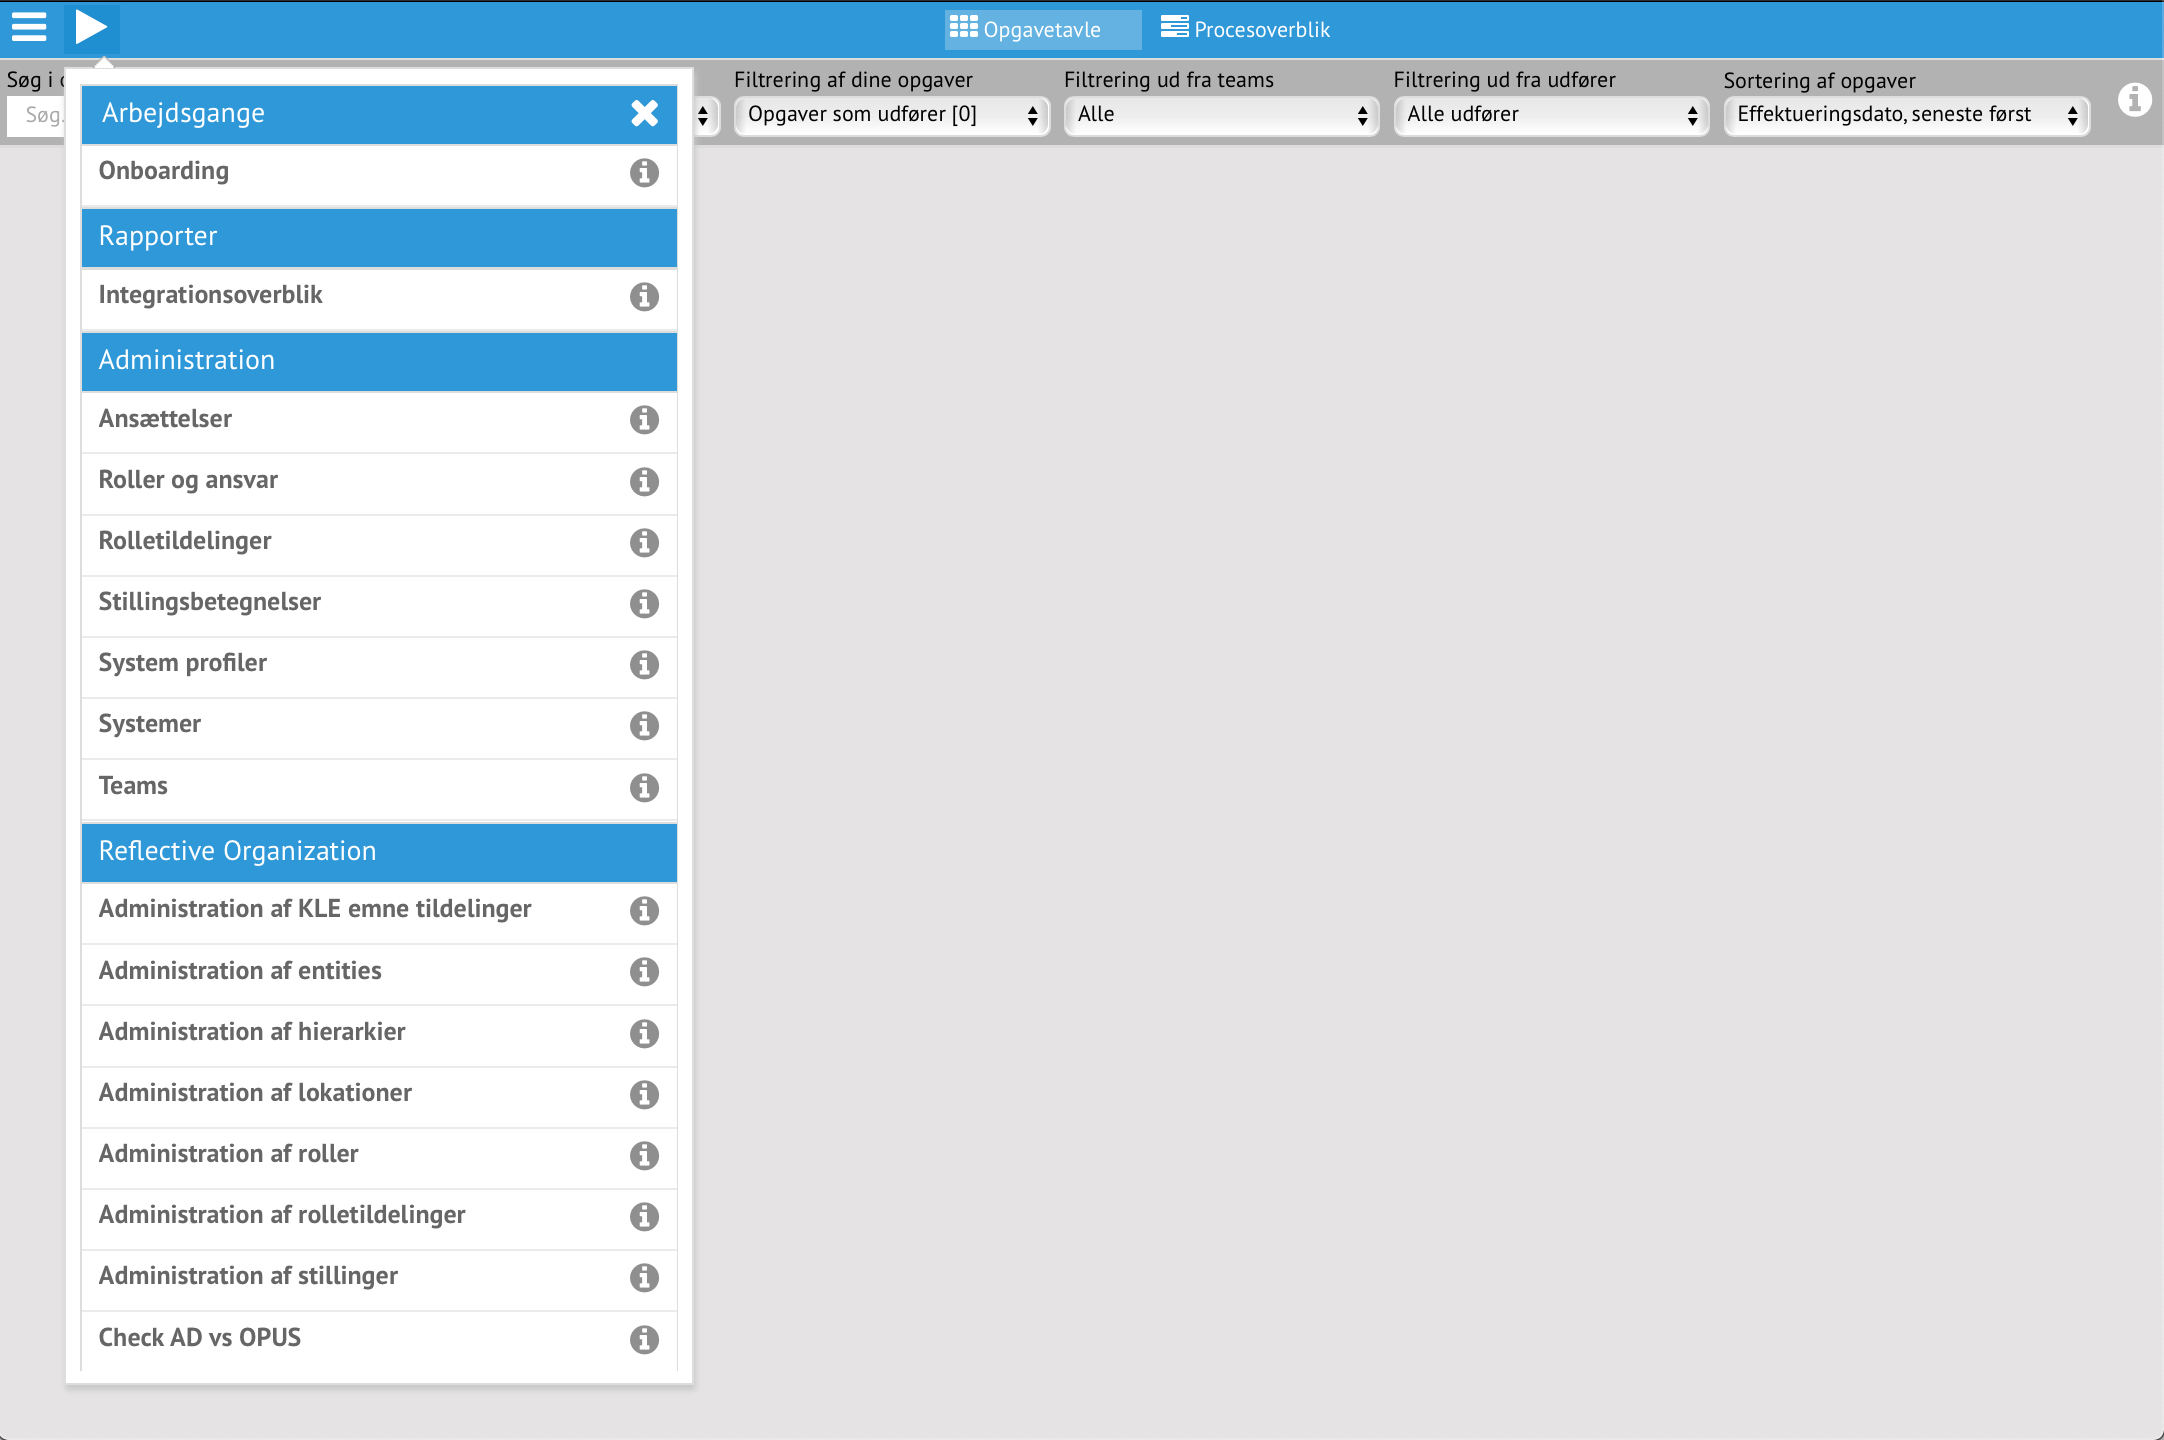 Opgavetavle
Procesoverblik
Søg i
Søg.
Filtrering af dine opgaver
Opgaver som udfører [0]
Filtrering ud fra teams
Alle
Filtrering ud fra udfører
Alle udfører
Sortering af opgaver
Effektueringsdato, seneste først
Arbejdsgange
Onboarding
Rapporter
Integrationsoverblik
Administration
Ansættelser
Roller og ansvar
Rolletildelinger
Stillingsbetegnelser
System profiler
Systemer
Teams
Reflective Organization
Administration af KLE emne tildelinger
Administration af entities
Administration af hierarkier
Administration af lokationer
Administration af roller
Administration af rolletildelinger
Administration af stillinger
Check AD vs OPUS